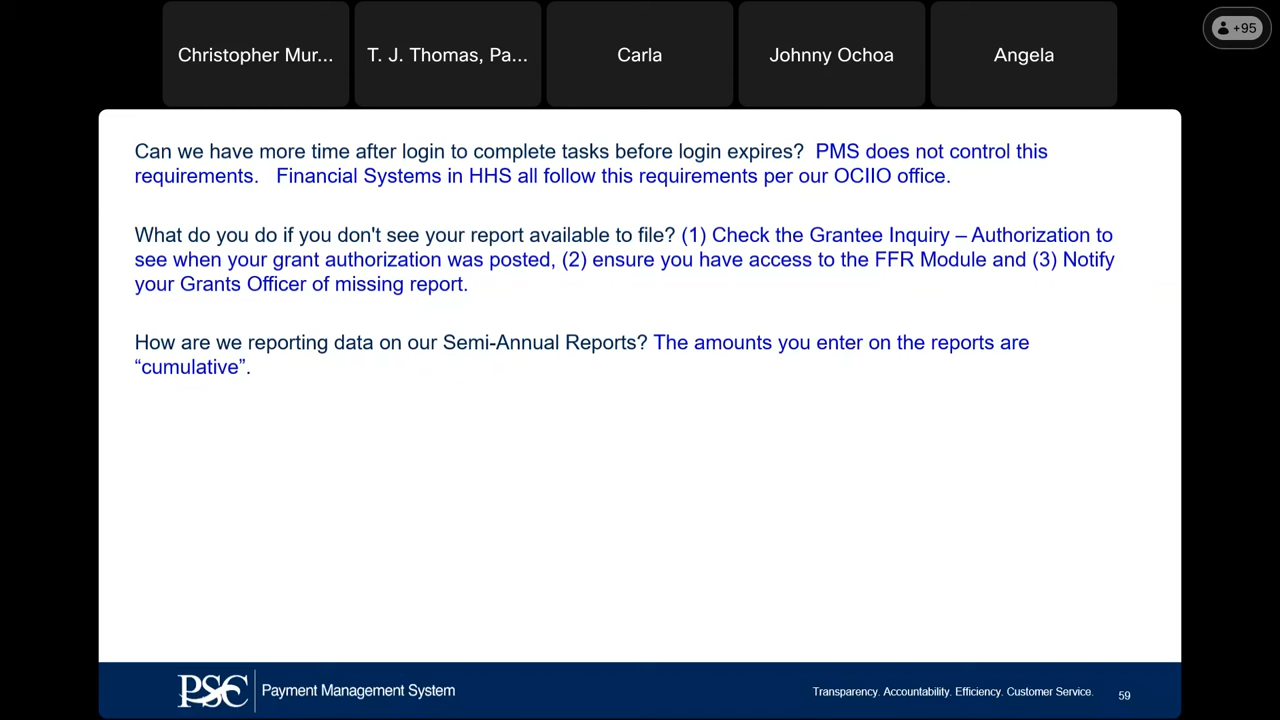 Christopher Mur...
T. J. Thomas, Pa...
Carla
Johnny Ochoa
Angela
+95
Can we have more time after login to complete tasks before login expires? PMS does not control this
requirements. Financial Systems in HHS all follow this requirements per our OCIIO office.
What do you do if you don't see your report available to file? (1) Check the Grantee Inquiry – Authorization to
see when your grant authorization was posted, (2) ensure you have access to the FFR Module and (3) Notify
your Grants Officer of missing report.
How are we reporting data on our Semi-Annual Reports? The amounts you enter on the reports are
“cumulative”.
PSC
Payment Management System
Transparency. Accountability. Efficiency. Customer Service.
59